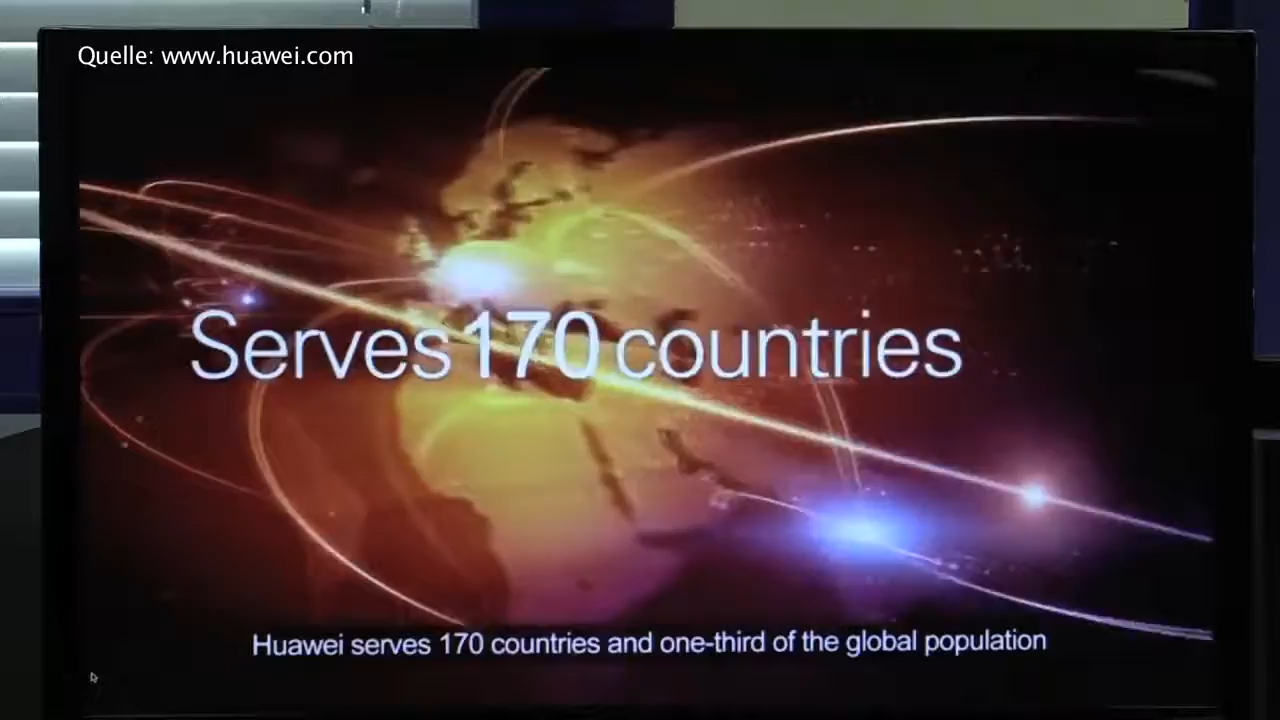 Quelle: www.huawei.com
Serves 170 countries
Huawei serves 170 countries and one-third of the global population